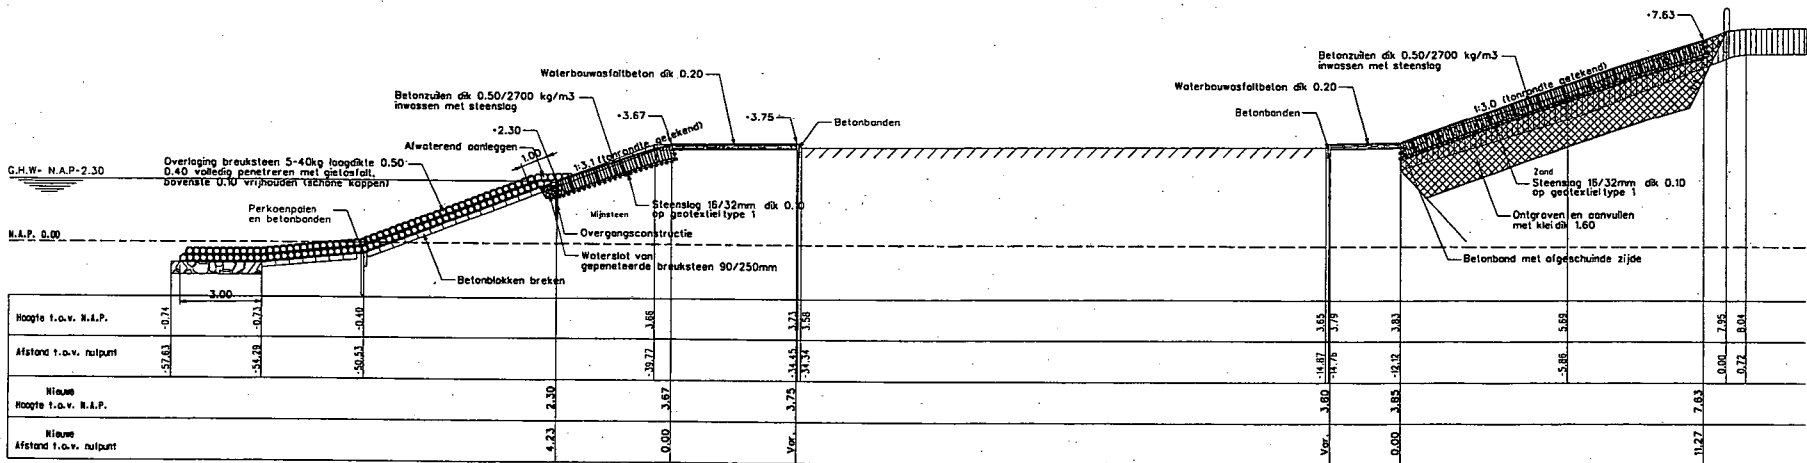 +7.63
Waterbouwasfaltbeton dik 0.20
Betonzuilen dik 0.50/2700 kg/m3
inwassen met steenslag
+3.67
+3.75
Betonbanden
+2.30
Afwaterend aanleggen
1.00
1:3.1 (tonrondte getekend)
G.H.W- N.A.P-2.30
Overlaging breuksteen 5-40kg laagdikte 0.50
0.40 volledig penetreren met gietasfalt,
bovenste 0.10 vrijhouden (schone koppen)
Perkoenpalen
en betonbanden
Mijnsteen
Steenslag 16/32mm dik 0.10
op geotextiel type 1
Overgangsconstructie
Waterslot van
gepeneteerde breuksteen 90/250mm
Betonblokken breken
N.A.P. 0.00
3.00
Betonzuilen dik 0.50/2700 kg/m3
inwassen met steenslag
Waterbouwasfaltbeton dik 0.20
Betonbanden
1:3.0 (tonrondte getekend)
Zand
Steenslag 16/32mm dik 0.10
op geotextiel type 1
Ontgraven en aanvullen
met klei dik 1.60
Betonband met afgeschuinde zijde
Hoogte t.o.v. N.A.P. -0.74 -0.73 -0.40 3.66 3.73 3.58 3.65 3.79 3.83 5.69 7.95 8.04
Afstand t.o.v. nulpunt -57.63 -54.29 -50.53 -39.77 -34.45 -34.34 -14.87 -14.76 -12.12 -5.86 0.00 0.72
Nieuwe
Hoogte t.o.v. N.A.P. 2.30 3.67 3.75 3.80 3.85 7.63
Nieuwe
Afstand t.o.v. nulpunt 4.23 0.00 Var. Var. 0.00 11.27